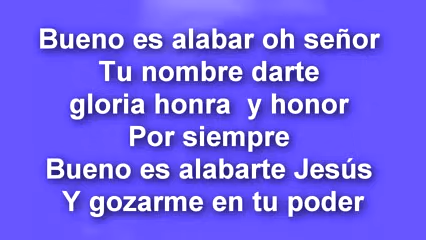 Bueno es alabar oh señor
Tu nombre darte
gloria honra  y honor
Por siempre
Bueno es alabarte Jesús
Y gozarme en tu poder